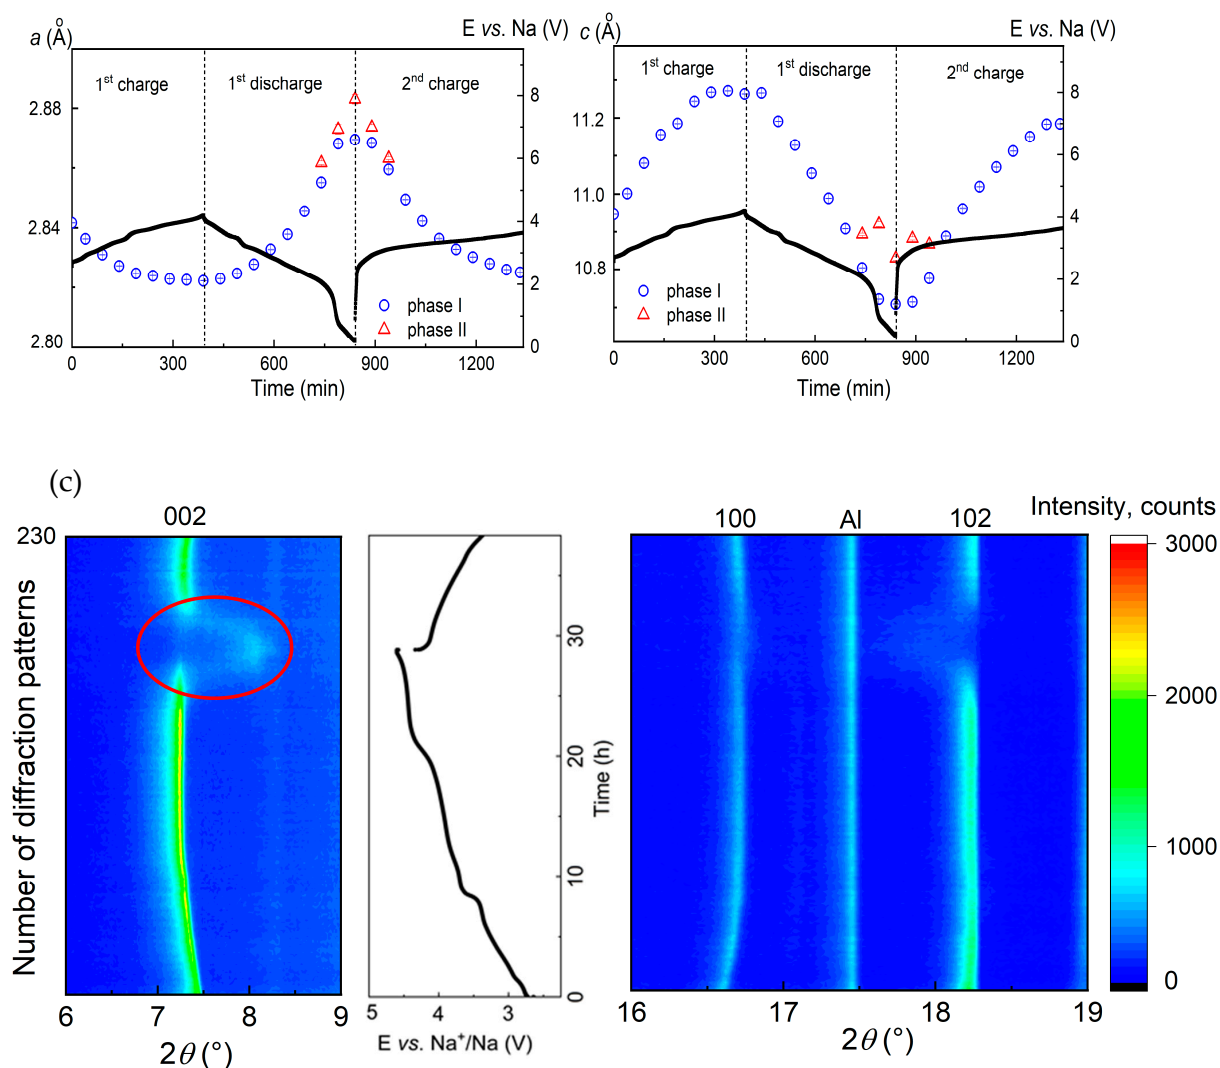 a (Å)
E vs. Na (V)
1st charge
1st discharge
2nd charge
2.88
2.84
2.80
8
6
4
2
0
phase I
phase II
0
300
600
900
1200
Time (min)
c (Å)
E vs. Na (V)
1st charge
1st discharge
2nd charge
11.2
11.0
10.8
8
6
4
2
0
phase I
phase II
0
300
600
900
1200
Time (min)
(c)
002
230
Number of diffraction patterns
6
7
8
9
2θ (°)
30
20
10
0
Time (h)
5
4
3
E vs. Na+/Na (V)
100
Al
102
16
17
18
19
2θ (°)
Intensity, counts
3000
2000
1000
0